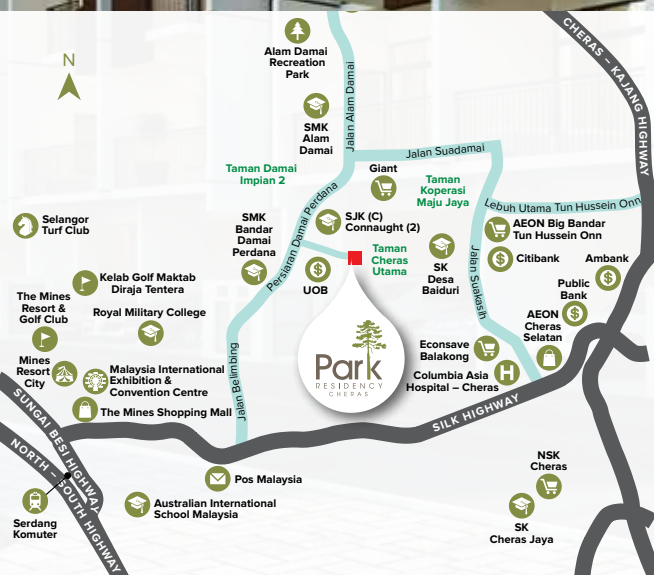 N
Alam Damai
Recreation
Park
SMK
Alam
Damai
Jalan Alam Damai
CHERAS – KAJANG HIGHWAY
Jalan Suadamai
Taman Damai
Impian 2
Giant
Taman
Koperasi
Maju Jaya
Lebuh Utama Tun Hussein Onn
Persiaran Damai Perdana
Selangor
Turf Club
SMK
Bandar
Damai
Perdana
SJK (C)
Connaught (2)
AEON Big Bandar
Tun Hussein Onn
Taman
Cheras
Utama
SK
Desa
Baiduri
Jalan Suakasih
Citibank
Ambank
UOB
$
$
$
$
Kelab Golf Maktab
Diraja Tentera
Public
Bank
The Mines
Resort &
Golf Club
Royal Military College
AEON
Cheras
Selatan
Park
RESIDENCY
CHERAS
Econsave
Balakong
Mines
Resort
City
Malaysia International
Exhibition &
Convention Centre
Columbia Asia
Hospital – Cheras
H
Jalan Belimbing
The Mines Shopping Mall
SILK HIGHWAY
SUNGAI BESI HIGHWAY
NORTH – SOUTH HIGHWAY
Pos Malaysia
NSK
Cheras
Australian International
School Malaysia
Serdang
Komuter
SK
Cheras Jaya